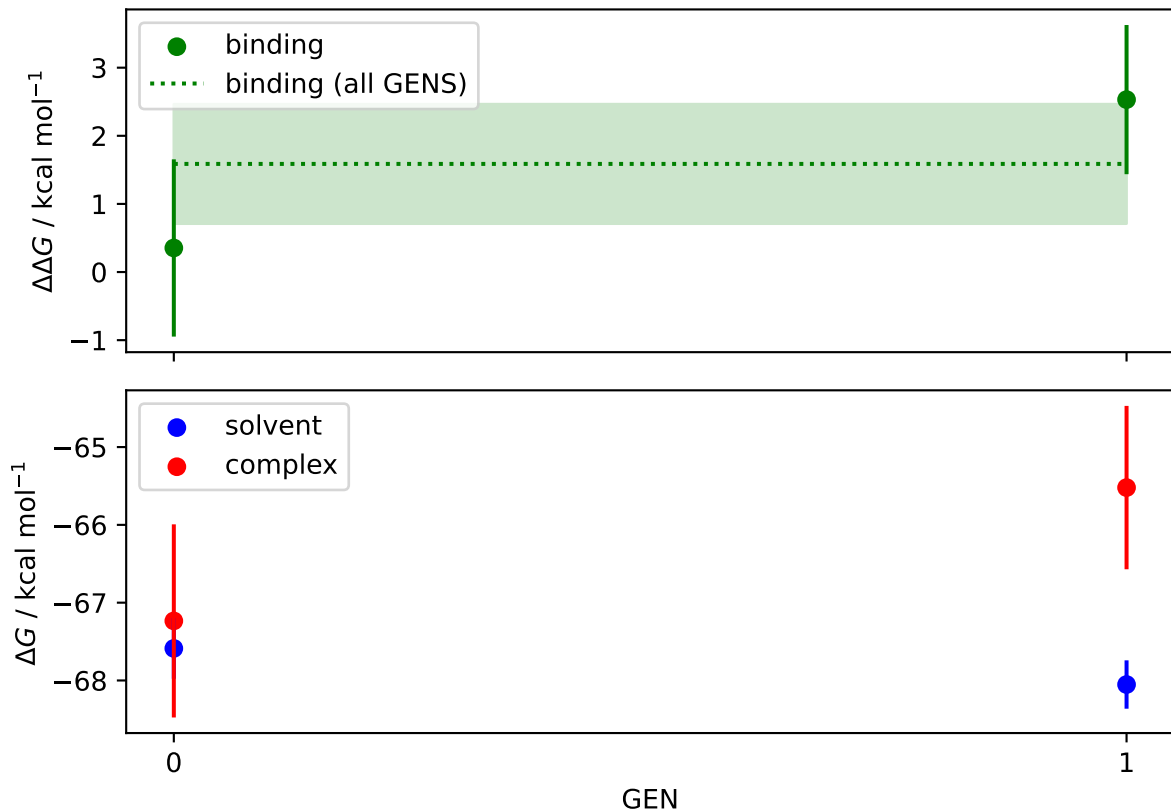 binding
binding (all GENS)
3
2
1
0
−1
ΔΔG / kcal mol⁻¹
solvent
complex
−65
−66
−67
−68
ΔG / kcal mol⁻¹
0
1
GEN